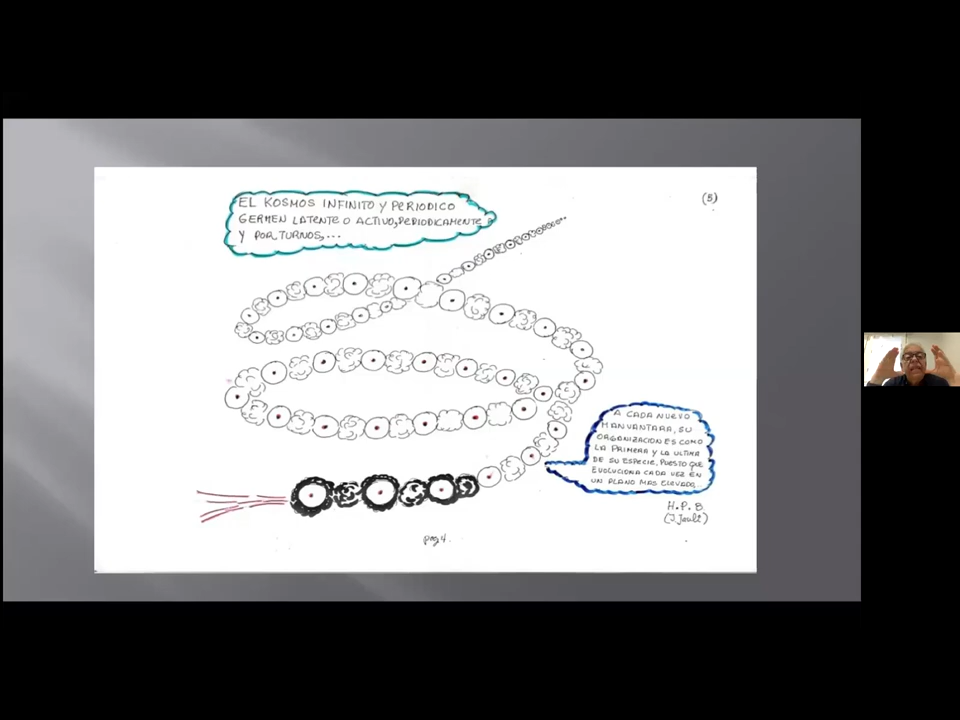 EL KOSMOS INFINITO Y PERIODICO
GERMEN LATENTE O ACTIVO, PERIODICAMENTE
Y POR TURNOS,...
(5)
A CADA NUEVO
MANVANTARA, SU
ORGANIZACION ES COMO
LA PRIMERA Y LA ULTIMA
DE SU ESPECIE, PUESTO QUE
EVOLUCIONA CADA VEZ EN
UN PLANO MAS ELEVADO...
H.P.B
pag 4.